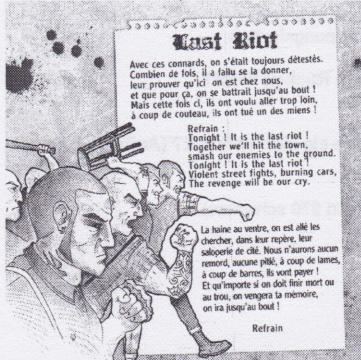 Last Riot
Avec ces connards, on s'était toujours détestés.
Combien de fois, il a fallu se la donner,
leur prouver qu'ici on est chez nous,
et que pour ça, on se battrait jusqu'au bout !
Mais cette fois ci, ils ont voulu aller trop loin,
à coup de couteau, ils ont tué un des miens !
Refrain :
Tonight ! It is the last riot !
Together we'll hit the town,
smash our enemies to the ground.
Tonight ! It is the last riot !
Violent street fights, burning cars,
The revenge will be our cry.
La haine au ventre, on est allé les
chercher, dans leur repère, leur
saloperie de cité. Nous n'aurons aucun
remord, aucune pitié, à coup de lames,
à coup de barres, ils vont payer !
Et qu'importe si on doit finir mort ou
au trou, on vengera ta mémoire,
on ira jusqu'au bout !
Refrain